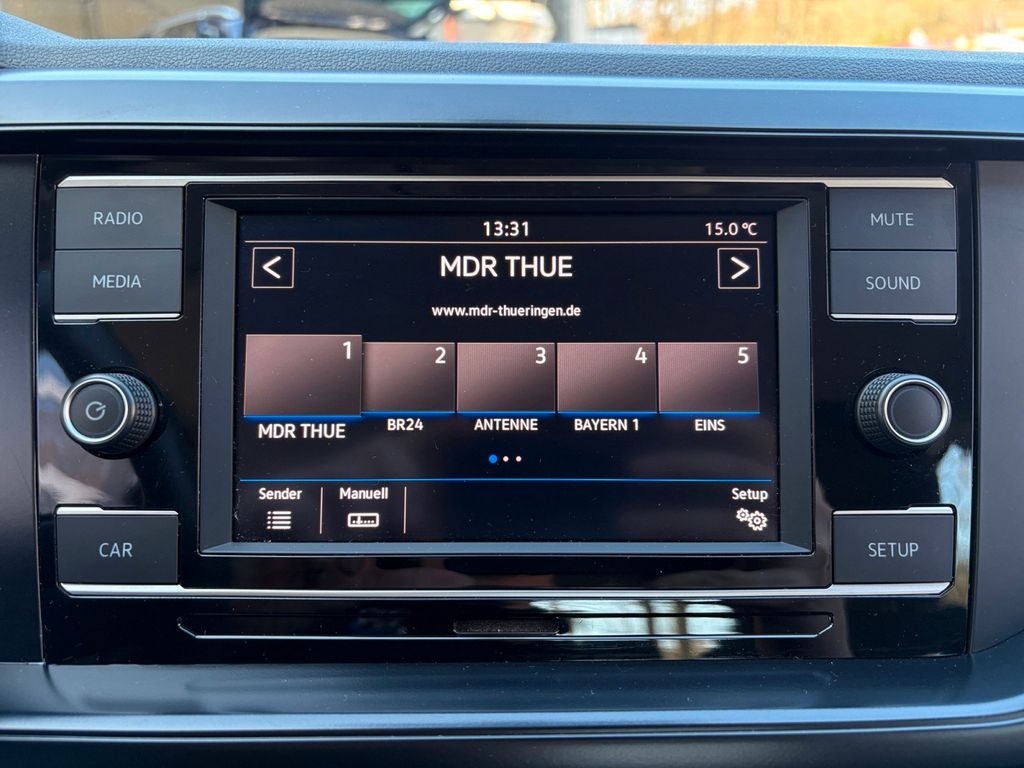 RADIO
MEDIA
CAR
13:31
15.0 °C
< MDR THUE >
www.mdr-thueringen.de
1 2 3 4 5
MDR THUE BR24 ANTENNE BAYERN 1 EINS
Sender Manuell Setup
MUTE
SOUND
SETUP